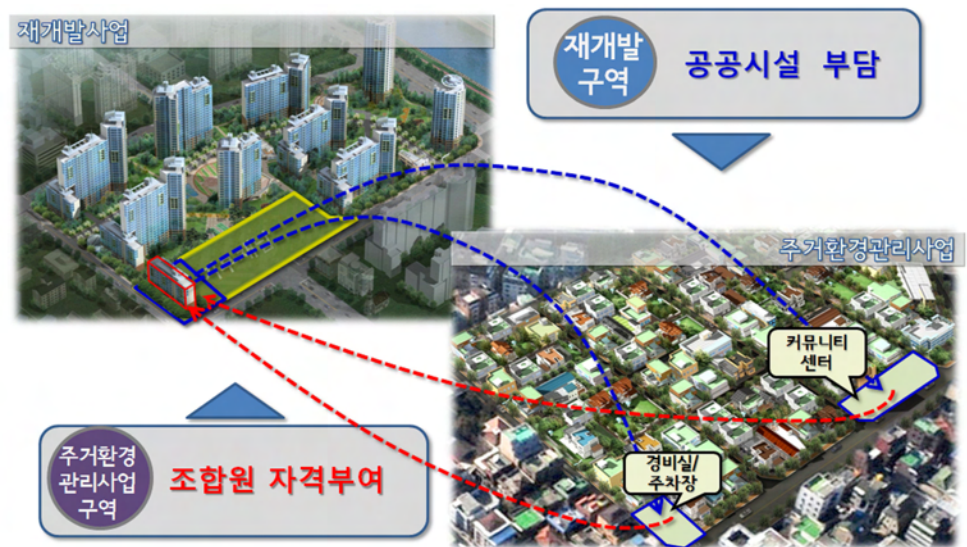 재개발사업
재개발
구역
공공시설 부담
주거환경관리사업
커뮤니티
센터
경비실/
주차장
주거환경
관리사업
구역
조합원 자격부여